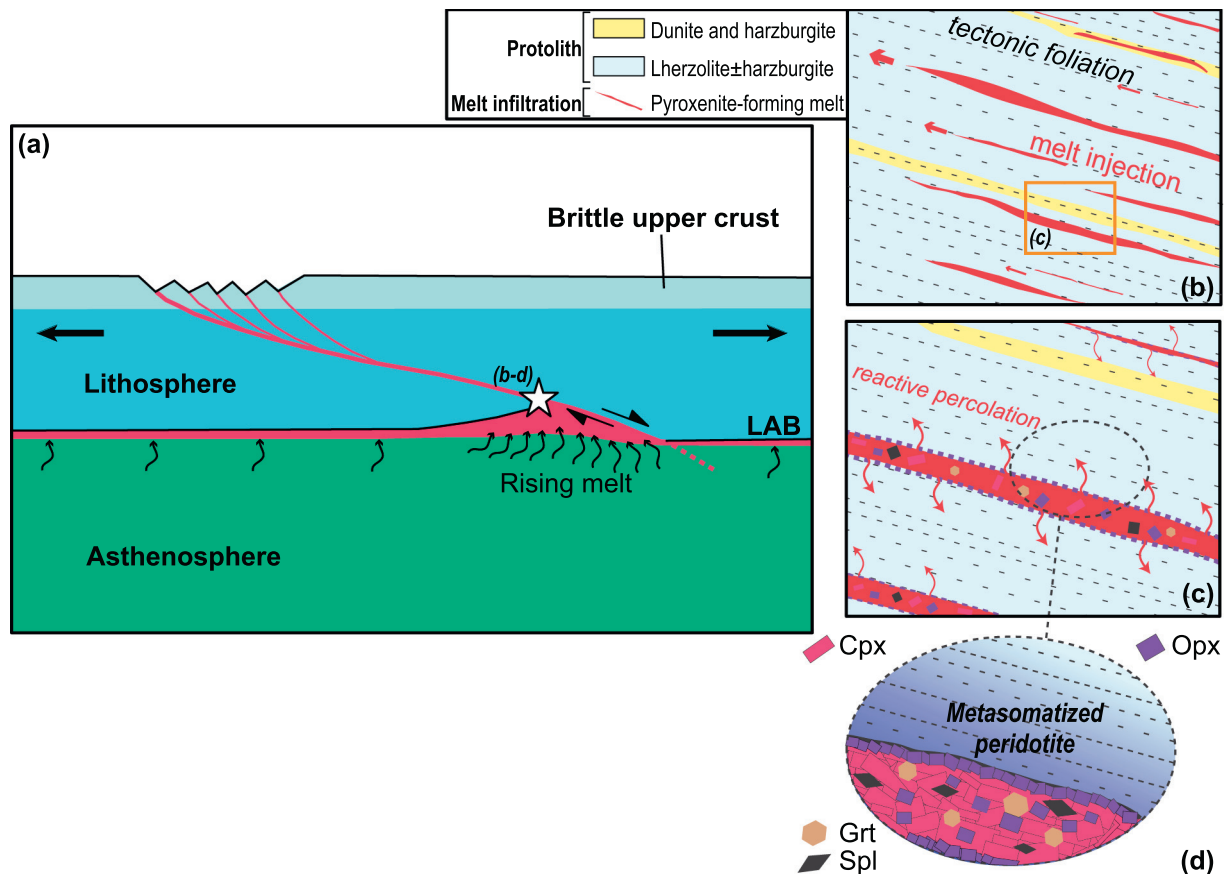 Protolith
Dunite and harzburgite
Lherzolite±harzburgite
Melt infiltration
Pyroxenite-forming melt
(a)
Brittle upper crust
Lithosphere
(b-d)
LAB
Rising melt
Asthenosphere
tectonic foliation
melt injection
(c)
(b)
reactive percolation
(c)
Cpx
Opx
Metasomatized
peridotite
Grt
Spl
(d)